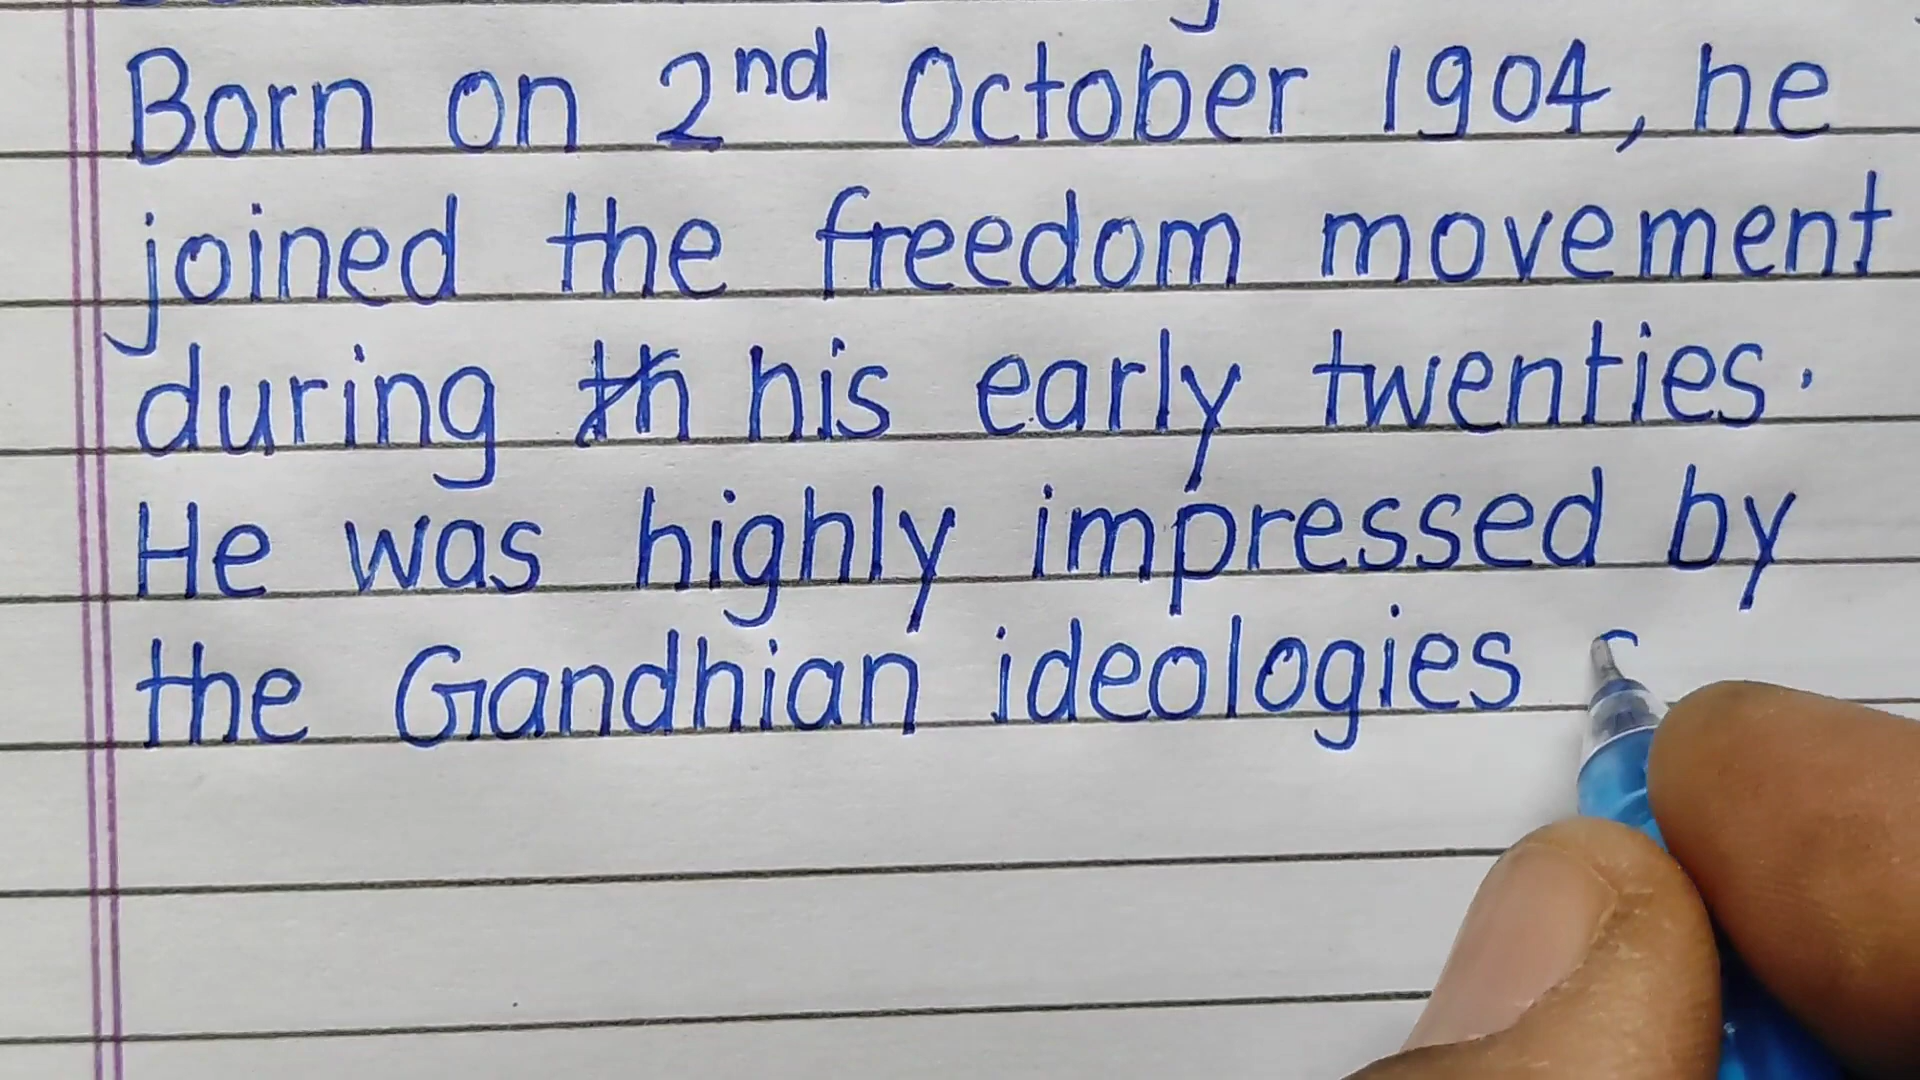 Born on 2nd October 1904, he
joined the freedom movement
during th his early twenties.
He was highly impressed by
the Gandhian ideologies